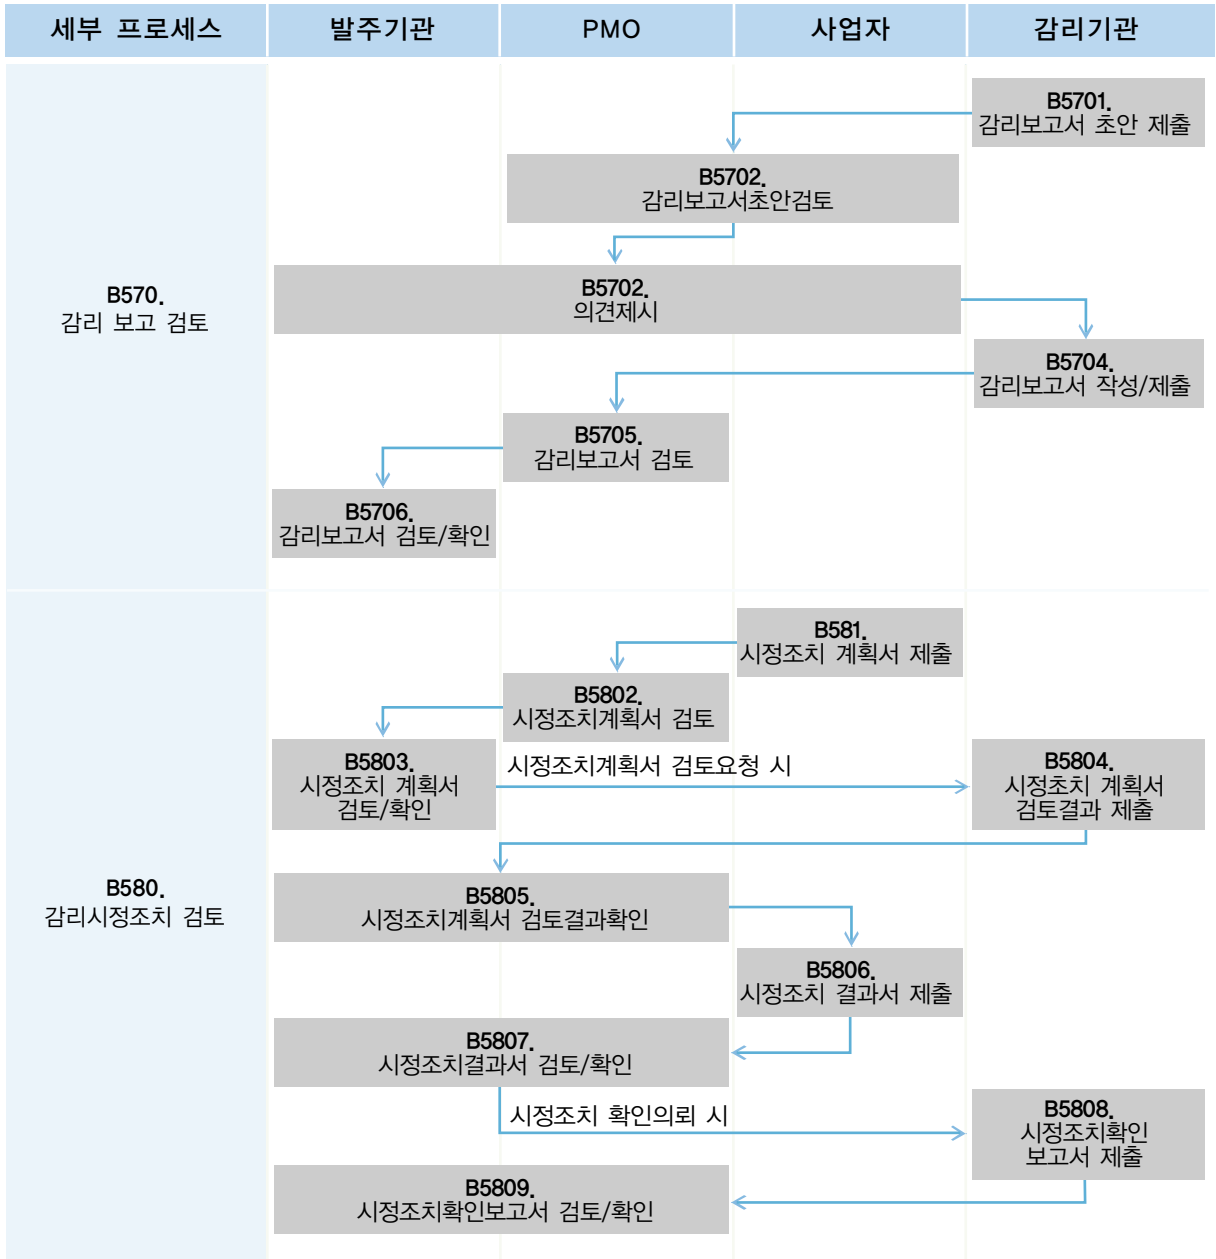 세부 프로세스
발주기관
PMO
사업자
감리기관
B570.
감리 보고 검토
B5701.
감리보고서 초안 제출
B5702.
감리보고서초안검토
B5702.
의견제시
B5704.
감리보고서 작성/제출
B5705.
감리보고서 검토
B5706.
감리보고서 검토/확인
B580.
감리시정조치 검토
B581.
시정조치 계획서 제출
B5802.
시정조치계획서 검토
B5803.
시정조치 계획서
검토/확인
시정조치계획서 검토요청 시
B5804.
시정초치 계획서
검토결과 제출
B5805.
시정조치계획서 검토결과확인
B5806.
시정조치 결과서 제출
B5807.
시정조치결과서 검토/확인
시정조치 확인의뢰 시
B5808.
시정조치확인
보고서 제출
B5809.
시정조치확인보고서 검토/확인